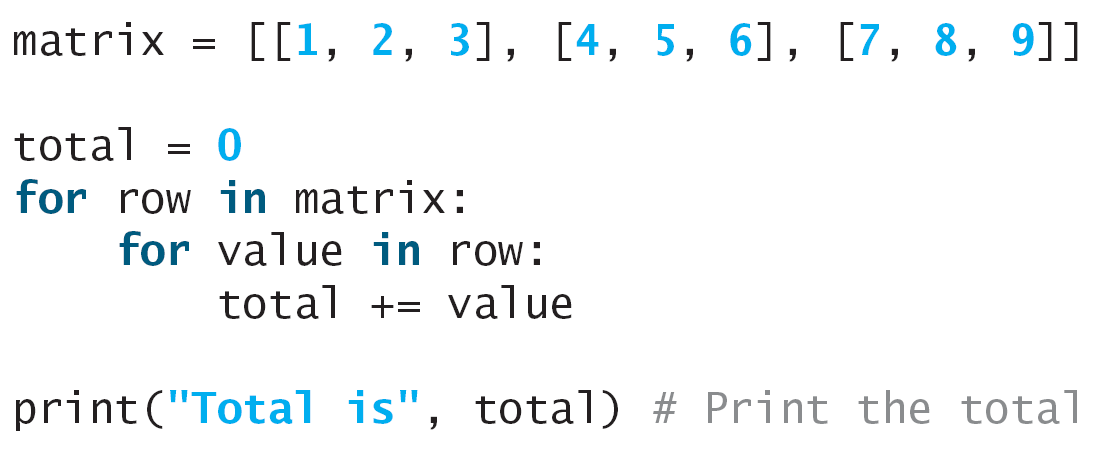 matrix = [[1, 2, 3], [4, 5, 6], [7, 8, 9]]
total = 0
for row in matrix:
    for value in row:
        total += value
print("Total is", total) # Print the total